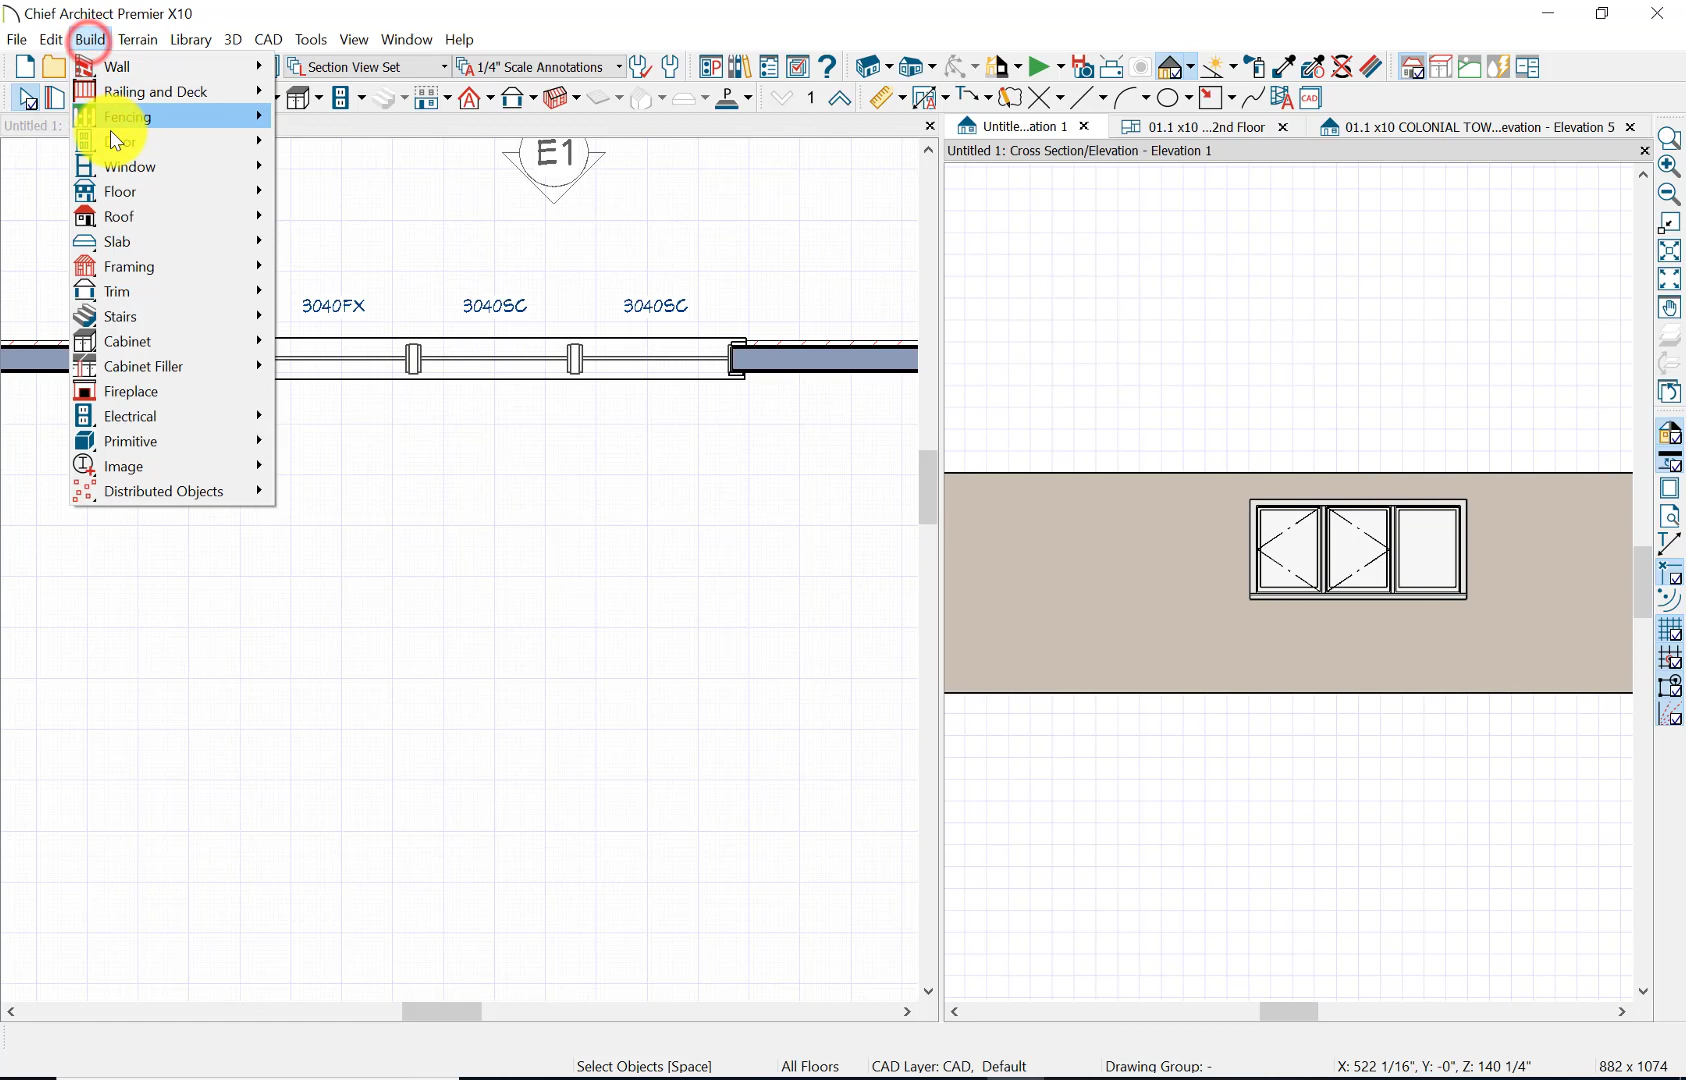 Chief Architect Premier X10
File Edit Build Terrain Library 3D CAD Tools View Window Help
Section View Set 1/4" Scale Annotations
Wall
Railing and Deck
Fencing
Window
Floor
Roof
Slab
Framing
Trim
Stairs
Cabinet
Cabinet Filler
Fireplace
Electrical
Primitive
Image
Distributed Objects
P
1
CAD
Untitled 1:
Untitle...ation 1
01.1 x10 ...2nd Floor
01.1 x10 COLONIAL TOW...evation - Elevation 5
Untitled 1: Cross Section/Elevation - Elevation 1
E1
3040FX 3040SC 3040SC
Select Objects [Space] All Floors CAD Layer: CAD, Default Drawing Group: - X: 522 1/16", Y: -0", Z: 140 1/4" 882 x 1074